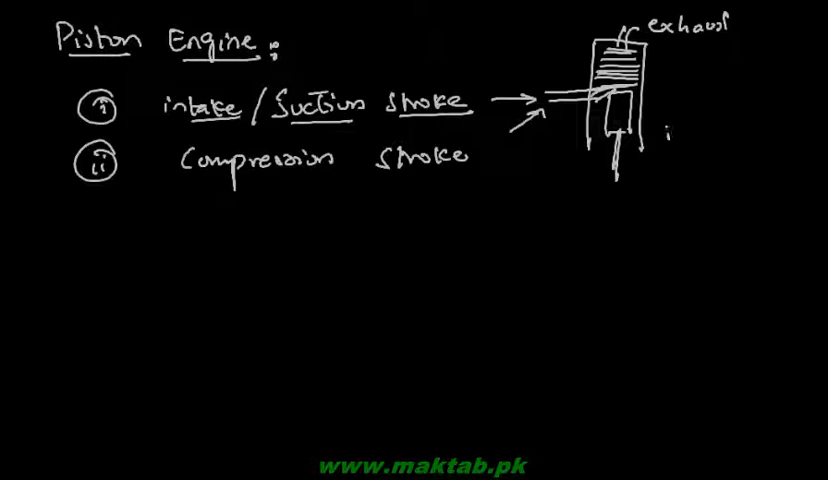 Piston Engine :
exhaust
(i) intake / Suction Stroke
(ii) Compression Stroke
i
www.maktab.pk